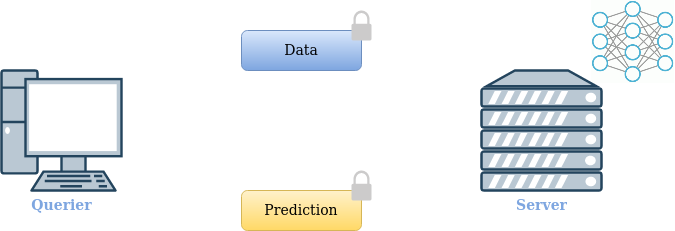 Data
Prediction
Querier
Server